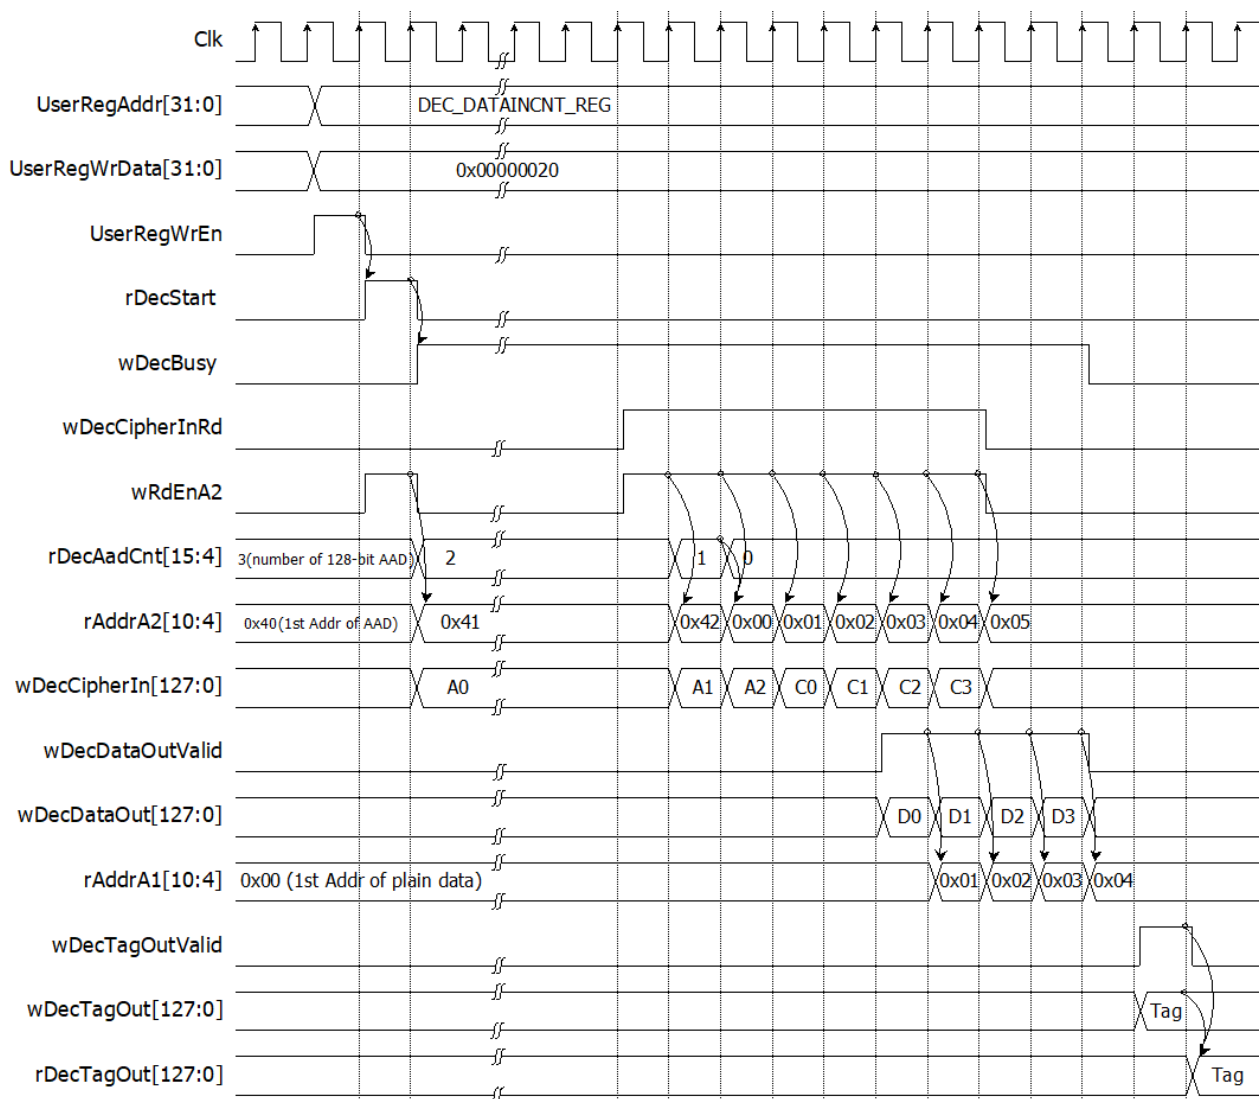 Clk
UserRegAddr[31:0] DEC_DATAINCNT_REG
UserRegWrData[31:0] 0x00000020
UserRegWrEn
rDecStart
wDecBusy
wDecCipherInRd
wRdEnA2
rDecAadCnt[15:4] 3(number of 128-bit AAD) 2 1 0
rAddrA2[10:4] 0x40(1st Addr of AAD) 0x41 0x42 0x00 0x01 0x02 0x03 0x04 0x05
wDecCipherIn[127:0] A0 A1 A2 C0 C1 C2 C3
wDecDataOutValid
wDecDataOut[127:0] D0 D1 D2 D3
rAddrA1[10:4] 0x00 (1st Addr of plain data) 0x01 0x02 0x03 0x04
wDecTagOutValid
wDecTagOut[127:0] Tag
rDecTagOut[127:0] Tag